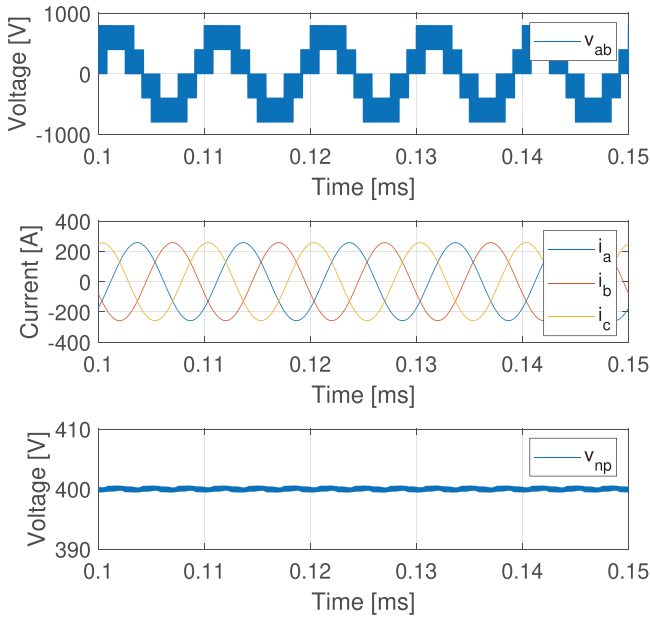 Voltage [V]
1000
0
-1000
v_ab
0.1 0.11 0.12 0.13 0.14 0.15
Time [ms]
Current [A]
400
200
0
-200
-400
i_a
i_b
i_c
0.1 0.11 0.12 0.13 0.14 0.15
Time [ms]
Voltage [V]
410
400
390
v_np
0.1 0.11 0.12 0.13 0.14 0.15
Time [ms]